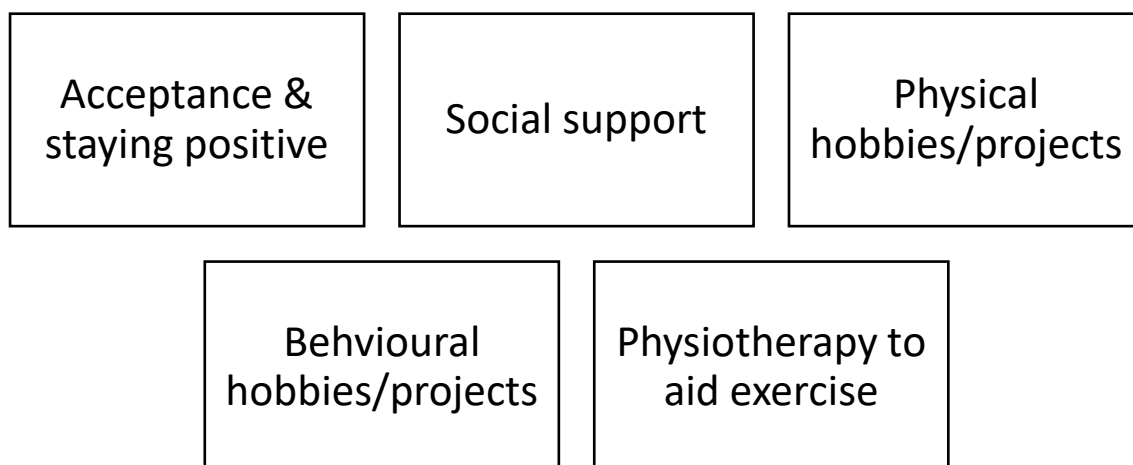 Acceptance &
staying positive
Social support
Physical
hobbies/projects
Behvioural
hobbies/projects
Physiotherapy to
aid exercise